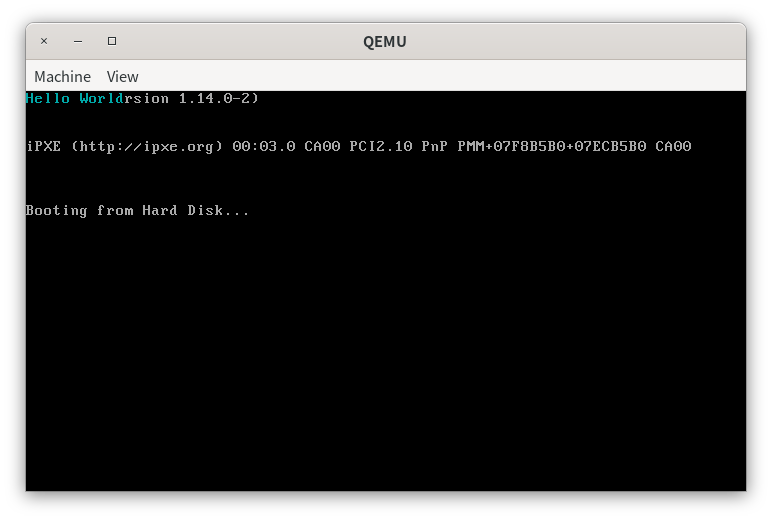 QEMU
Machine View
Hello Worldrsion 1.14.0-2)
iPXE (http://ipxe.org) 00:03.0 CA00 PCI2.10 PnP PMM+07F8B5B0+07ECB5B0 CA00
Booting from Hard Disk...